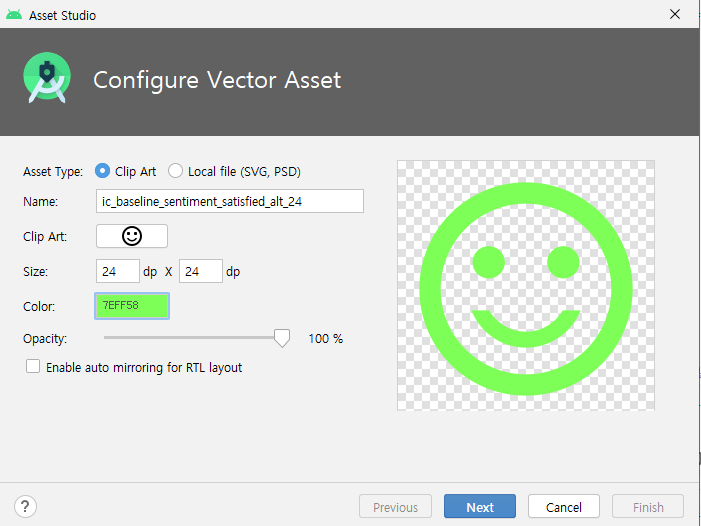 Asset Studio
Configure Vector Asset
Asset Type: Clip Art Local file (SVG, PSD)
Name: ic_baseline_sentiment_satisfied_alt_24
Clip Art:
Size: 24 dp X 24 dp
Color: 7EFF58
Opacity: 100 %
Enable auto mirroring for RTL layout
? Previous Next Cancel Finish